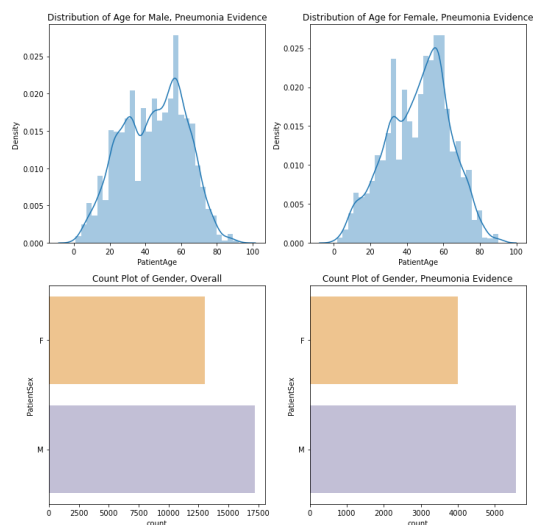 Distribution of Age for Male, Pneumonia Evidence
Density
0.025
0.020
0.015
0.010
0.005
0.000
0 20 40 60 80 100
PatientAge
Distribution of Age for Female, Pneumonia Evidence
Density
0.025
0.020
0.015
0.010
0.005
0.000
0 20 40 60 80 100
PatientAge
Count Plot of Gender, Overall
PatientSex
F
M
0 2500 5000 7500 10000 12500 15000 17500
count
Count Plot of Gender, Pneumonia Evidence
PatientSex
F
M
0 1000 2000 3000 4000 5000
count